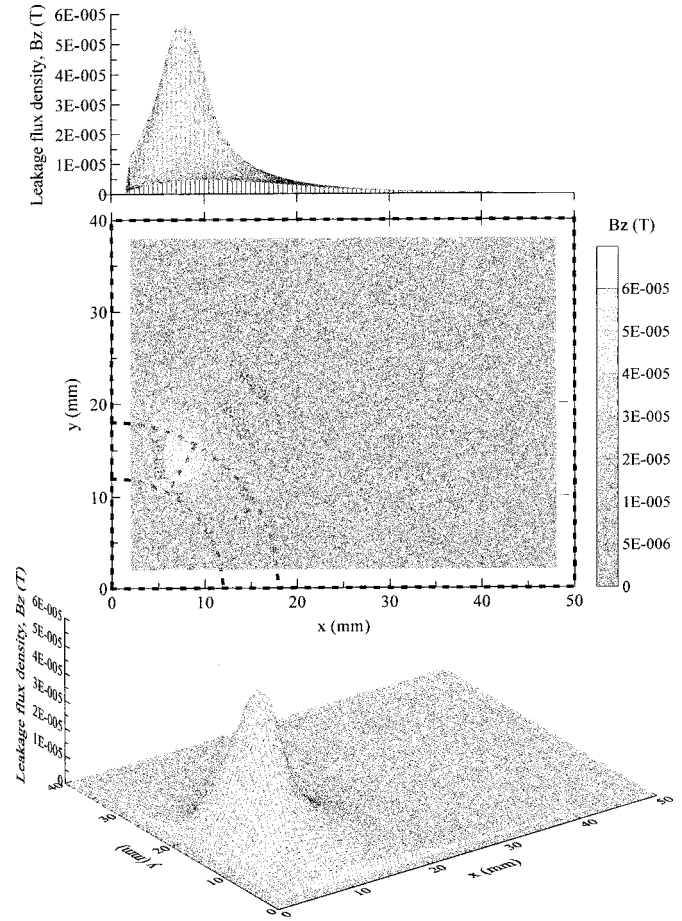 Leakage flux density, Bz (T)
6E-005
5E-005
4E-005
3E-005
2E-005
1E-005
0
40
30
20
10
0
y (mm)
0 10 20 30 40 50
x (mm)
Bz (T)
6E-005
5E-005
4E-005
3E-005
2E-005
1E-005
5E-006
0
Leakage flux density, Bz (T)
6E-005
5E-005
4E-005
3E-005
2E-005
1E-005
0
40
30
20
10
0
y (mm)
0
10
20
30
40
50
x (mm)